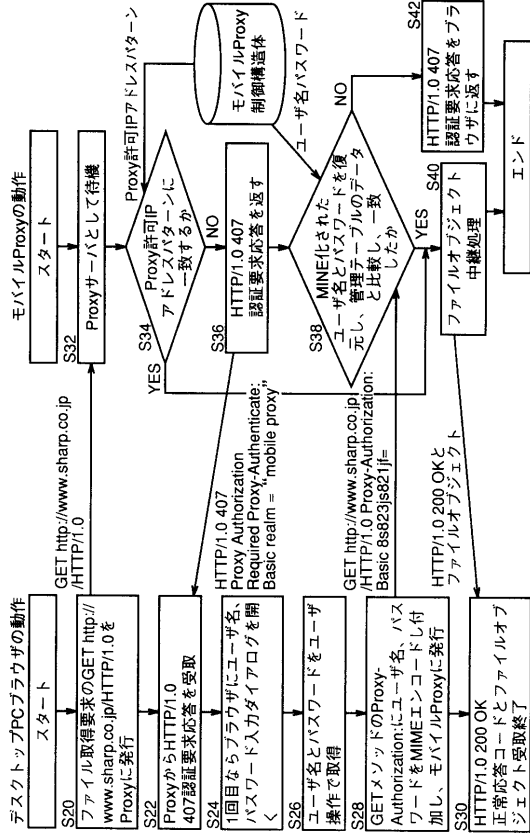 デスクトップPCブラウザの動作
スタート
S20
ファイル取得要求のGET http://
www.sharp.co.jp/HTTP/1.0を
Proxyに発行
S22
ProxyからHTTP/1.0
407認証要求応答を受取
S24
1回目ならブラウザにユーザ名、
パスワード入力ダイアログを開
く
S26
ユーザ名とパスワードをユーザ
操作で取得
S28
GETメソッドのProxy-
Authorization:にユーザ名、パス
ワードをMIMEエンコードし付
加し、モバイルProxyに発行
S30
HTTP/1.0 200 OK
正常応答コードとファイルオブ
ジェクト受取終了
GET http://www.sharp.co.jp
/HTTP/1.0
HTTP/1.0 407
Proxy Authorization
Required Proxy-Authenticate:
Basic realm = “mobile proxy”
GET http://www.sharp.co.jp
/HTTP/1.0 Proxy-Authorization:
Basic 8s823js821jf=
HTTP/1.0 200 OKと
ファイルオブジェクト
モバイルProxyの動作
スタート
S32
Proxyサーバとして待機
S34
Proxy許可IP
アドレスパターンに
一致するか
YES
NO
S36
HTTP/1.0 407
認証要求応答を返す
S38
MINE化された
ユーザ名とパスワードを復
元し、管理テーブルのデータ
と比較し、一致
したか
YES
NO
S40
ファイルオブジェクト
中継処理
S42
HTTP/1.0 407
認証要求応答をブラ
ウザに返す
エンド
Proxy許可IPアドレスパターン
モバイルProxy
制御構造体
ユーザ名パスワード